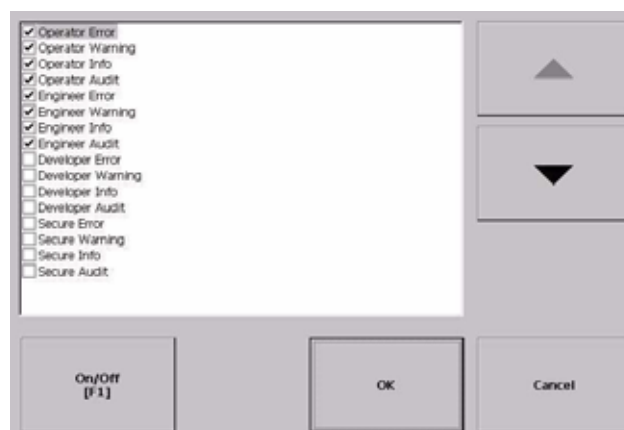 Operator Error
Operator Warning
Operator Info
Operator Audit
Engineer Error
Engineer Warning
Engineer Info
Engineer Audit
Developer Error
Developer Warning
Developer Info
Developer Audit
Secure Error
Secure Warning
Secure Info
Secure Audit
On/Off
[F1]
OK
Cancel